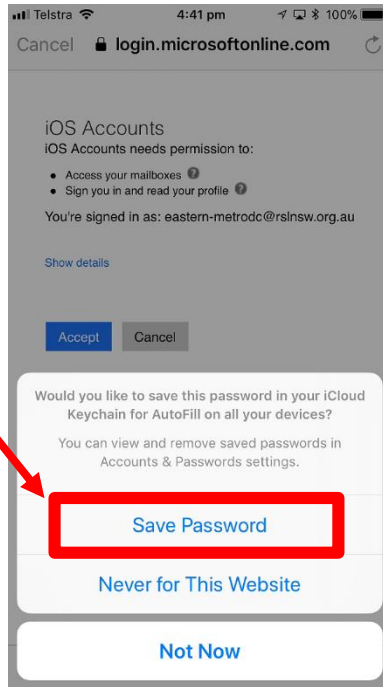 Telstra 4:41 pm 100%
Cancel login.microsoftonline.com
iOS Accounts
iOS Accounts needs permission to:
• Access your mailboxes ?
• Sign you in and read your profile ?
You're signed in as: eastern-metrodc@rslnsw.org.au
Show details
Accept Cancel
Would you like to save this password in your iCloud
Keychain for AutoFill on all your devices?
You can view and remove saved passwords in
Accounts & Passwords settings.
Save Password
Never for This Website
Not Now